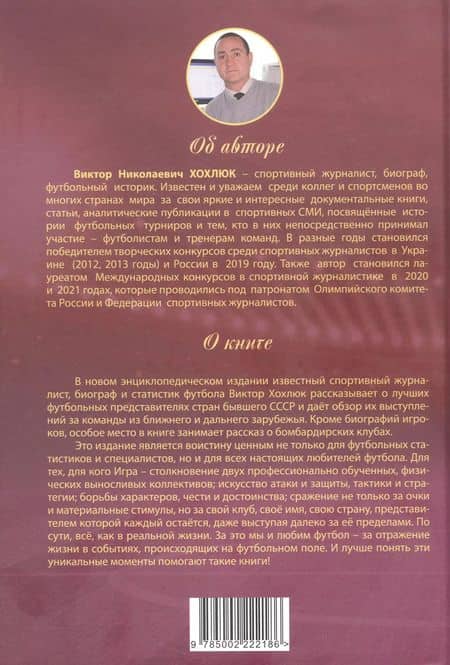 Об авторе
Виктор Николаевич ХОХЛЮК – спортивный журналист, биограф,
футбольный историк. Известен и уважаем среди коллег и спортсменов во
многих странах мира за свои яркие и интересные документальные книги,
статьи, аналитические публикации в спортивных СМИ, посвящённые исто-
рии футбольных турниров и тем, кто в них непосредственно принимал
участие – футболистам и тренерам команд. В разные годы становился
победителем творческих конкурсов среди спортивных журналистов в Укра-
ине (2012, 2013 годы) и России в 2019 году. Также автор становился ла-
уреатом Международных конкурсов в спортивной журналистике в 2020
и 2021 годах, которые проводились под патронатом Олимпийского комите-
та России и Федерации спортивных журналистов.
О книге
В новом энциклопедическом издании известный спортивный журна-
лист, биограф и статистик футбола Виктор Хохлюк рассказывает о лучших
футбольных представителях стран бывшего СССР и даёт обзор их выступле-
ний за команды из ближнего и дальнего зарубежья. Кроме биографий игро-
ков, особое место в книге занимает рассказ о бомбардирских клубах.
Это издание является воистину ценным не только для футбольных ста-
тистиков и специалистов, но и для всех настоящих любителей футбола. Для
тех, для кого Игра – столкновение двух профессионально обученных, физи-
ческих выносливых коллективов; искусство атаки и защиты, тактики и стра-
тегии; борьбы характеров, чести и достоинства; сражение не только за очки
и материальные стимулы, но за свой клуб, своё имя, свою страну, представи-
телем которой каждый остаётся, даже выступая далеко за её пределами. По
сути, всё, как в реальной жизни. За это мы и любим футбол – за отражение
жизни в событиях, происходящих на футбольном поле. И лучше понять эти
уникальные моменты помогают такие книги!
9 785002 222186 >